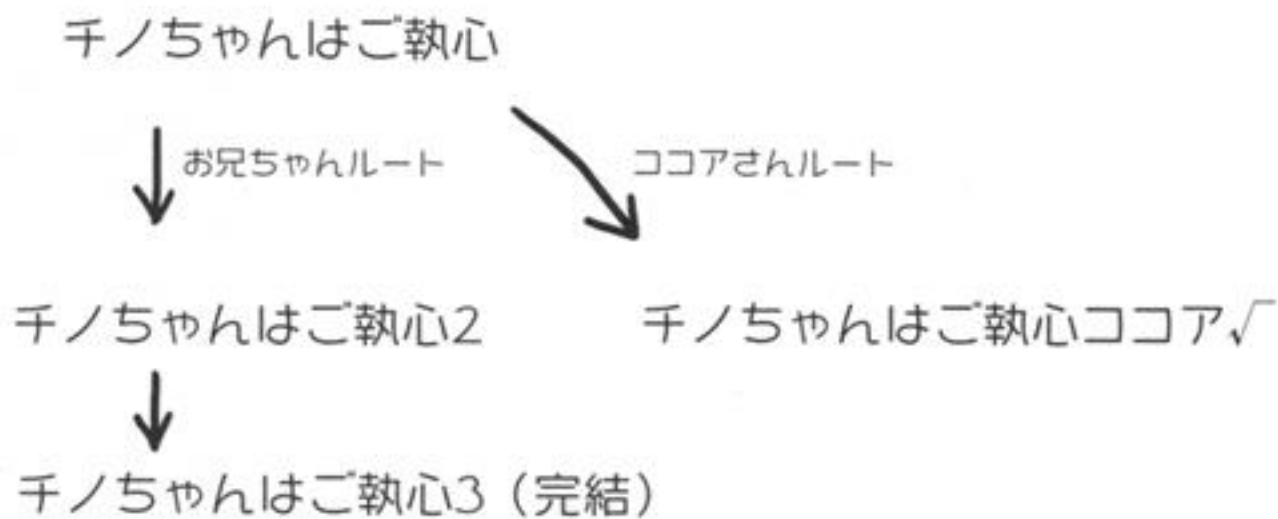 チノちゃんはご執心
お兄ちゃんルート
ココアさんルート
チノちゃんはご執心2
チノちゃんはご執心ココア√
チノちゃんはご執心3（完結）